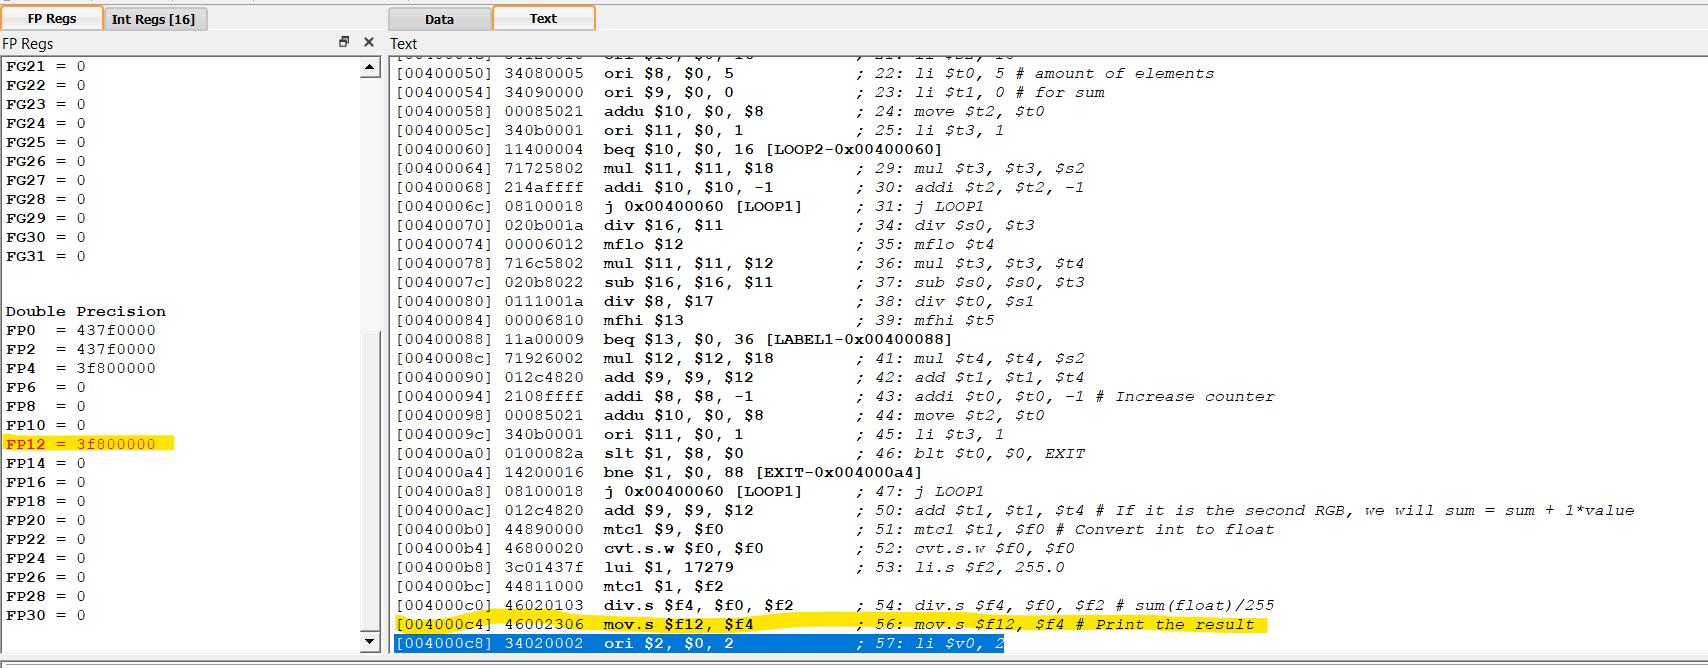 FP Regs
Int Regs [16]
Data
Text
FP Regs
Text
FG21 = 0
FG22 = 0
FG23 = 0
FG24 = 0
FG25 = 0
FG26 = 0
FG27 = 0
FG28 = 0
FG29 = 0
FG30 = 0
FG31 = 0
Double Precision
FP0 = 437f0000
FP2 = 437f0000
FP4 = 3f800000
FP6 = 0
FP8 = 0
FP10 = 0
FP12 = 3f800000
FP14 = 0
FP16 = 0
FP18 = 0
FP20 = 0
FP22 = 0
FP24 = 0
FP26 = 0
FP28 = 0
FP30 = 0
[00400050] 34080005 ori $8, $0, 5 ; 22: li $t0, 5 # amount of elements
[00400054] 34090000 ori $9, $0, 0 ; 23: li $t1, 0 # for sum
[00400058] 00085021 addu $10, $0, $8 ; 24: move $t2, $t0
[0040005c] 340b0001 ori $11, $0, 1 ; 25: li $t3, 1
[00400060] 11400004 beq $10, $0, 16 [LOOP2-0x00400060]
[00400064] 71725802 mul $11, $11, $18 ; 29: mul $t3, $t3, $s2
[00400068] 214affff addi $10, $10, -1 ; 30: addi $t2, $t2, -1
[0040006c] 08100018 j 0x00400060 [LOOP1] ; 31: j LOOP1
[00400070] 020b001a div $16, $11 ; 34: div $s0, $t3
[00400074] 00006012 mflo $12 ; 35: mflo $t4
[00400078] 716c5802 mul $11, $11, $12 ; 36: mul $t3, $t3, $t4
[0040007c] 020b8022 sub $16, $16, $11 ; 37: sub $s0, $s0, $t3
[00400080] 0111001a div $8, $17 ; 38: div $t0, $s1
[00400084] 00006810 mfhi $13 ; 39: mfhi $t5
[00400088] 11a00009 beq $13, $0, 36 [LABEL1-0x00400088]
[0040008c] 71926002 mul $12, $12, $18 ; 41: mul $t4, $t4, $s2
[00400090] 012c4820 add $9, $9, $12 ; 42: add $t1, $t1, $t4
[00400094] 2108ffff addi $8, $8, -1 ; 43: addi $t0, $t0, -1 # Increase counter
[00400098] 00085021 addu $10, $0, $8 ; 44: move $t2, $t0
[0040009c] 340b0001 ori $11, $0, 1 ; 45: li $t3, 1
[004000a0] 0100082a slt $1, $8, $0 ; 46: blt $t0, $0, EXIT
[004000a4] 14200016 bne $1, $0, 88 [EXIT-0x004000a4]
[004000a8] 08100018 j 0x00400060 [LOOP1] ; 47: j LOOP1
[004000ac] 012c4820 add $9, $9, $12 ; 50: add $t1, $t1, $t4 # If it is the second RGB, we will sum = sum + 1*value
[004000b0] 44890000 mtc1 $9, $f0 ; 51: mtc1 $t1, $f0 # Convert int to float
[004000b4] 46800020 cvt.s.w $f0, $f0 ; 52: cvt.s.w $f0, $f0
[004000b8] 3c01437f lui $1, 17279 ; 53: li.s $f2, 255.0
[004000bc] 44811000 mtc1 $1, $f2
[004000c0] 46020103 div.s $f4, $f0, $f2 ; 54: div.s $f4, $f0, $f2 # sum(float)/255
[004000c4] 46002306 mov.s $f12, $f4 ; 56: mov.s $f12, $f4 # Print the result
[004000c8] 34020002 ori $2, $0, 2 ; 57: li $v0, 2